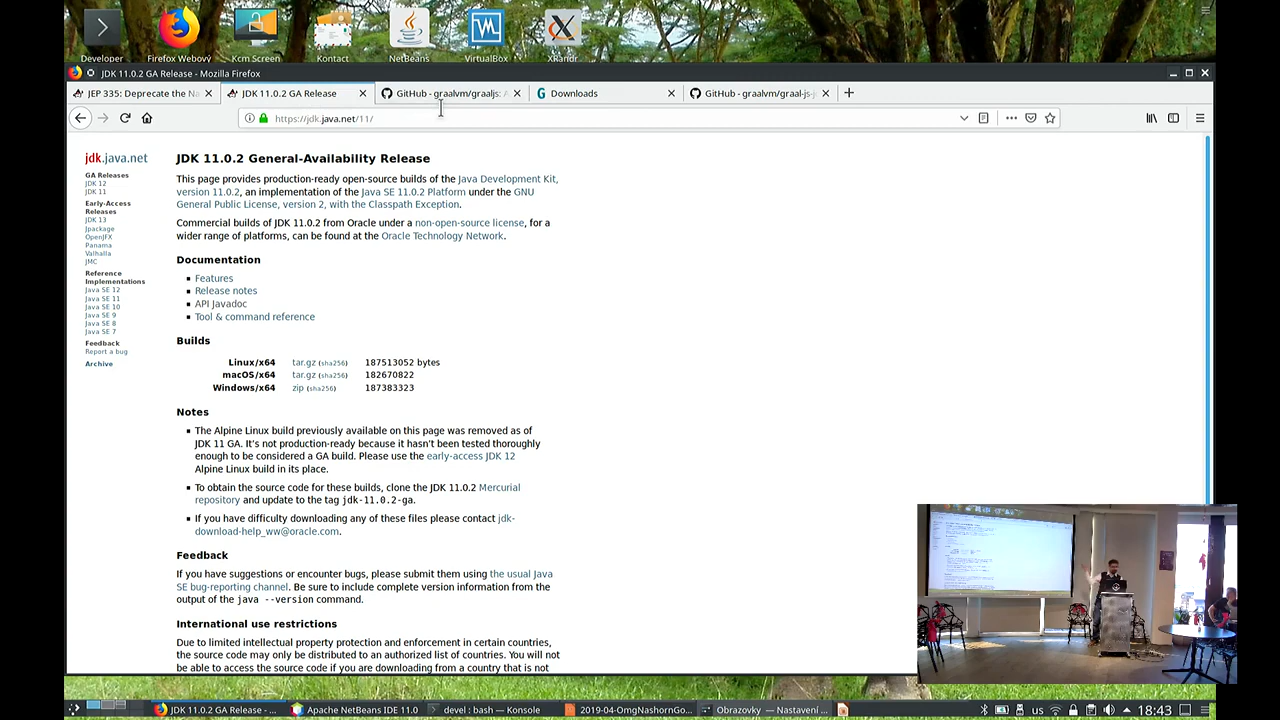 Developer
Firefox Webový
Kcm Screen
Kontact
NetBeans
VirtualBox
XRandr
JDK 11.0.2 GA Release - Mozilla Firefox
JEP 335: Deprecate the Na
JDK 11.0.2 GA Release
GitHub - graalvm/graaljs: A
Downloads
GitHub - graalvm/graal-js-j
https://jdk.java.net/11/
jdk.java.net
GA Releases
JDK 12
JDK 11
Early-Access
Releases
JDK 13
Jpackage
OpenJFX
Panama
Valhalla
JMC
Reference
Implementations
Java SE 12
Java SE 11
Java SE 10
Java SE 9
Java SE 8
Java SE 7
Feedback
Report a bug
Archive
JDK 11.0.2 General-Availability Release
This page provides production-ready open-source builds of the Java Development Kit,
version 11.0.2, an implementation of the Java SE 11.0.2 Platform under the GNU
General Public License, version 2, with the Classpath Exception.
Commercial builds of JDK 11.0.2 from Oracle under a non-open-source license, for a
wider range of platforms, can be found at the Oracle Technology Network.
Documentation
Features
Release notes
API Javadoc
Tool & command reference
Builds
Linux/x64 tar.gz (sha256) 187513052 bytes
macOS/x64 tar.gz (sha256) 182670822
Windows/x64 zip (sha256) 187383323
Notes
The Alpine Linux build previously available on this page was removed as of
JDK 11 GA. It's not production-ready because it hasn't been tested thoroughly
enough to be considered a GA build. Please use the early-access JDK 12
Alpine Linux build in its place.
To obtain the source code for these builds, clone the JDK 11.0.2 Mercurial
repository and update to the tag jdk-11.0.2-ga.
If you have difficulty downloading any of these files please contact jdk-
download-help_ww@oracle.com.
Feedback
If you have suggestions or encounter bugs, please submit them using the usual Java
SE bug-reporting channel. Be sure to include complete version information from the
output of the java --version command.
International use restrictions
Due to limited intellectual property protection and enforcement in certain countries,
the source code may only be distributed to an authorized list of countries. You will not
be able to access the source code if you are downloading from a country that is not
JDK 11.0.2 GA Release - ...
Apache NetBeans IDE 11.0
devel : bash — Konsole
2019-04-OmgNashornGo...
Obrazovky — Nastavení ...
us
18:43